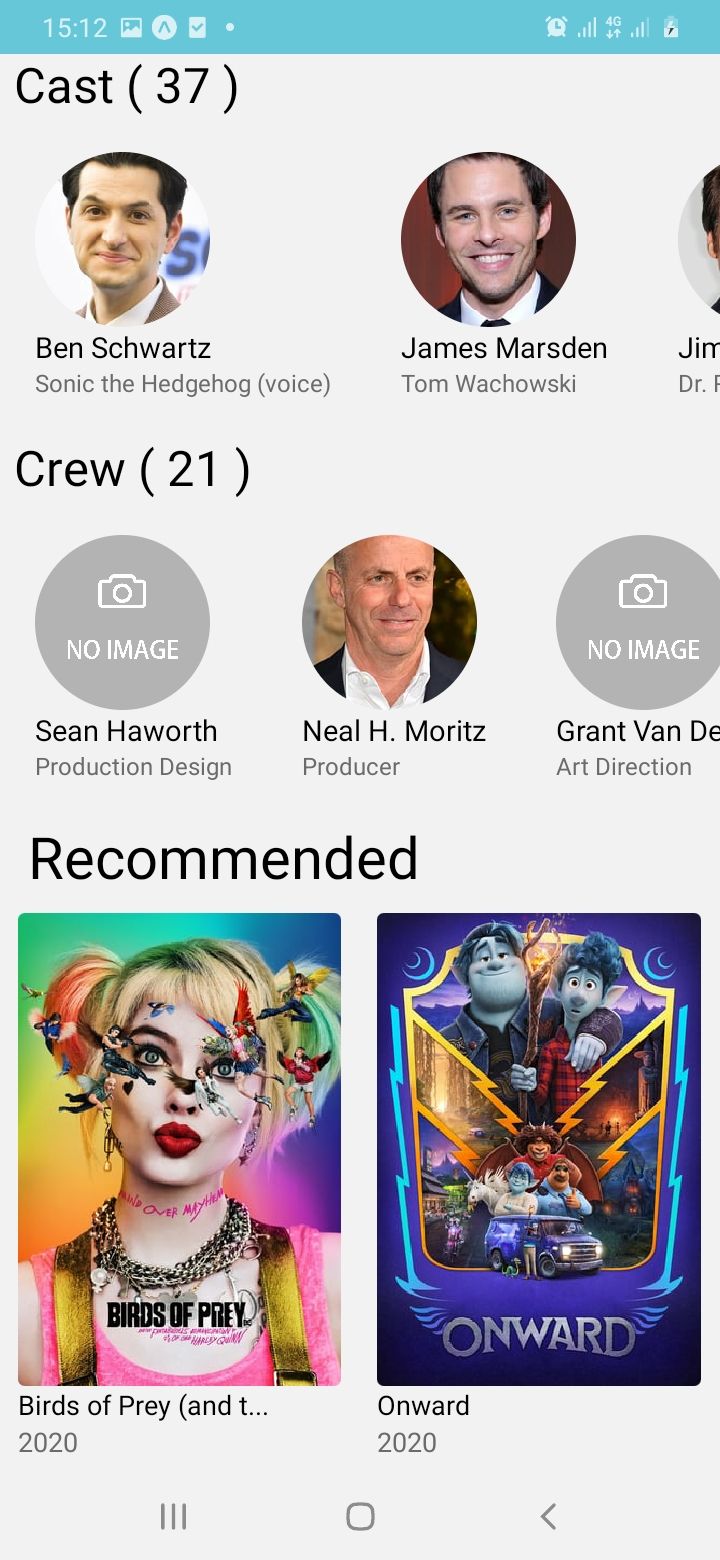 15:12
4G
Cast ( 37 )
Ben Schwartz
James Marsden
Jim
Sonic the Hedgehog (voice)
Tom Wachowski
Dr.
Crew ( 21 )
NO IMAGE
NO IMAGE
Sean Haworth
Neal H. Moritz
Grant Van De
Production Design
Producer
Art Direction
Recommended
MIND OVER MAYHEM
BIRDS OF PREY
HARLEY QUINN
ONWARD
Birds of Prey (and t...
Onward
2020
2020